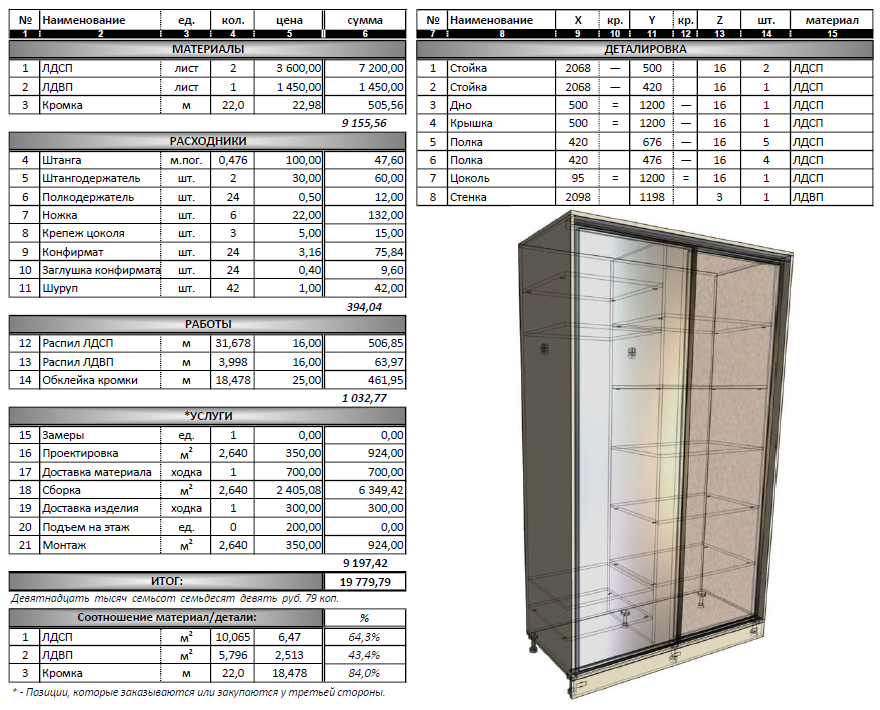 № Наименование ед. кол. цена сумма
1 2 3 4 5 6
МАТЕРИАЛЫ
1 ЛДСП лист 2 3 600,00 7 200,00
2 ЛДВП лист 1 1 450,00 1 450,00
3 Кромка м 22,0 22,98 505,56
9 155,56
РАСХОДНИКИ
4 Штанга м.пог. 0,476 100,00 47,60
5 Штангодержатель шт. 2 30,00 60,00
6 Полкодержатель шт. 24 0,50 12,00
7 Ножка шт. 6 22,00 132,00
8 Крепеж цоколя шт. 3 5,00 15,00
9 Конфирмат шт. 24 3,16 75,84
10 Заглушка конфирмата шт. 24 0,40 9,60
11 Шуруп шт. 42 1,00 42,00
394,04
РАБОТЫ
12 Распил ЛДСП м 31,678 16,00 506,85
13 Распил ЛДВП м 3,998 16,00 63,97
14 Обклейка кромки м 18,478 25,00 461,95
1 032,77
*УСЛУГИ
15 Замеры ед. 1 0,00 0,00
16 Проектировка м² 2,640 350,00 924,00
17 Доставка материала ходка 1 700,00 700,00
18 Сборка м² 2,640 2 405,08 6 349,42
19 Доставка изделия ходка 1 300,00 300,00
20 Подъем на этаж ед. 0 200,00 0,00
21 Монтаж м² 2,640 350,00 924,00
9 197,42
ИТОГ: 19 779,79
Девятнадцать тысяч семьсот семьдесят девять руб. 79 коп.
Соотношение материал/детали: %
1 ЛДСП м² 10,065 6,47 64,3%
2 ЛДВП м² 5,796 2,513 43,4%
3 Кромка м 22,0 18,478 84,0%
* - Позиции, которые заказываются или закупаются у третьей стороны.
№ Наименование X кр. Y кр. Z шт. материал
7 8 9 10 11 12 13 14 15
ДЕТАЛИРОВКА
1 Стойка 2068 — 500 16 2 ЛДСП
2 Стойка 2068 — 420 16 1 ЛДСП
3 Дно 500 = 1200 — 16 1 ЛДСП
4 Крышка 500 = 1200 — 16 1 ЛДСП
5 Полка 420 676 — 16 5 ЛДСП
6 Полка 420 476 — 16 4 ЛДСП
7 Цоколь 95 = 1200 = 16 1 ЛДСП
8 Стенка 2098 1198 3 1 ЛДВП